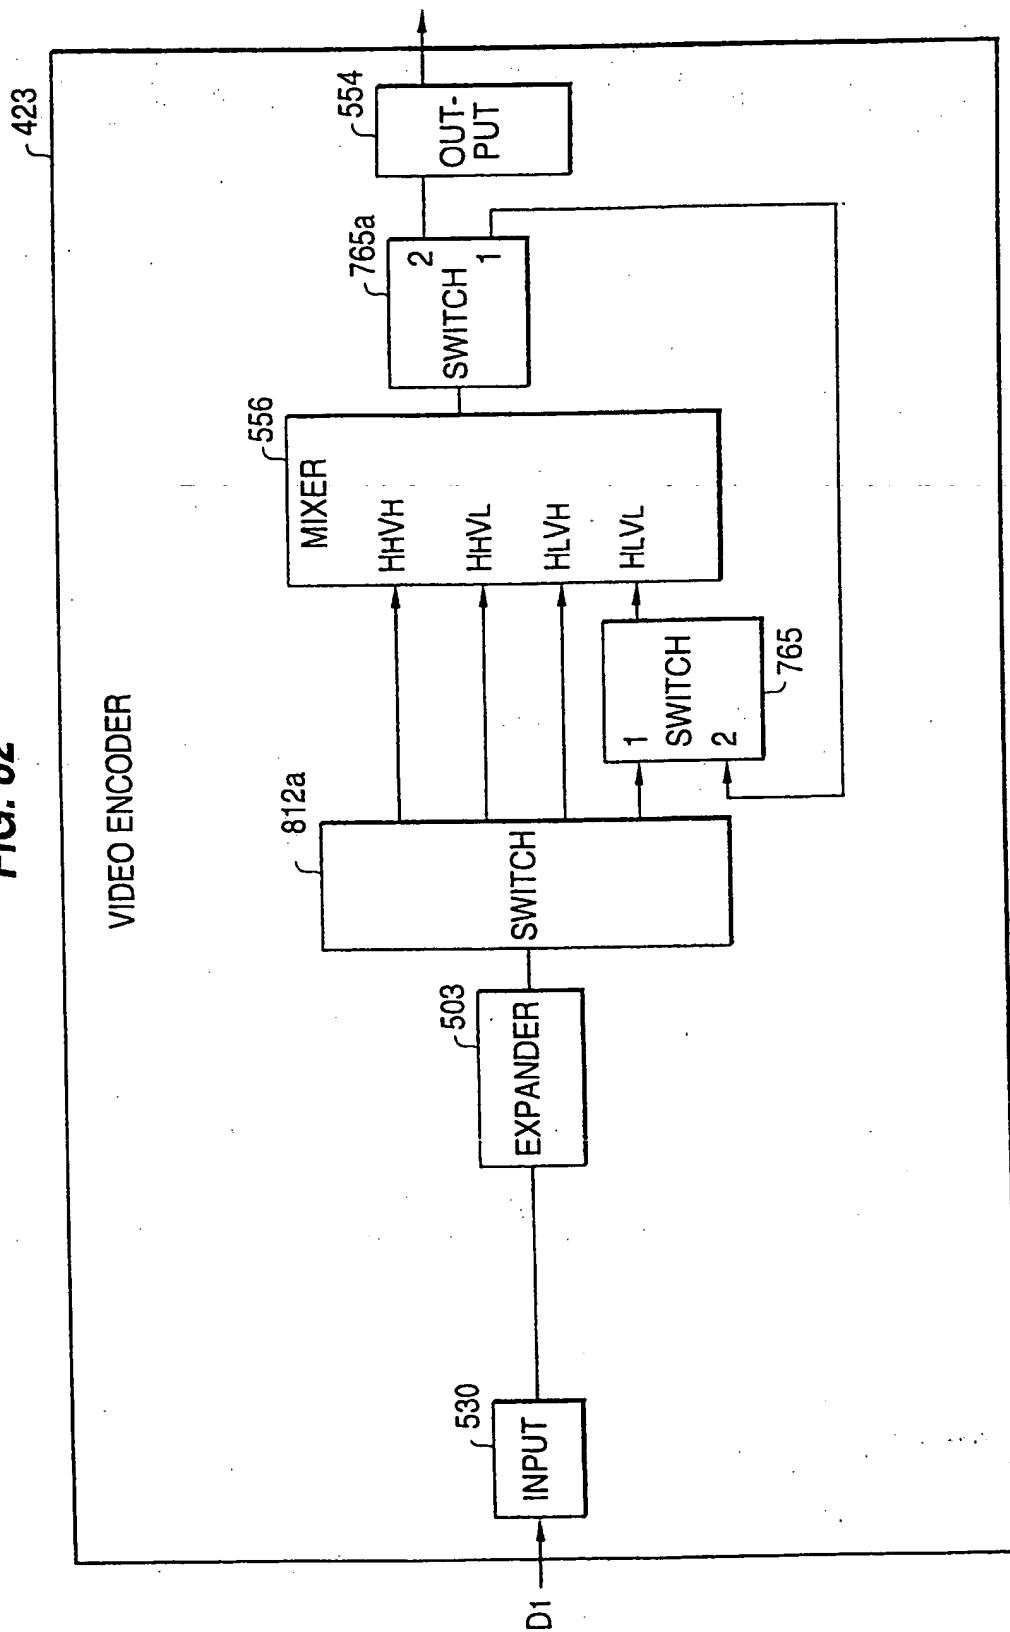 VIDEO ENCODER
423
D1
INPUT
530
EXPANDER
503
SWITCH
812a
1
SWITCH
2
765
MIXER
HHVH
HHVL
HLVH
HLVL
556
SWITCH
2
1
765a
OUT-
PUT
554